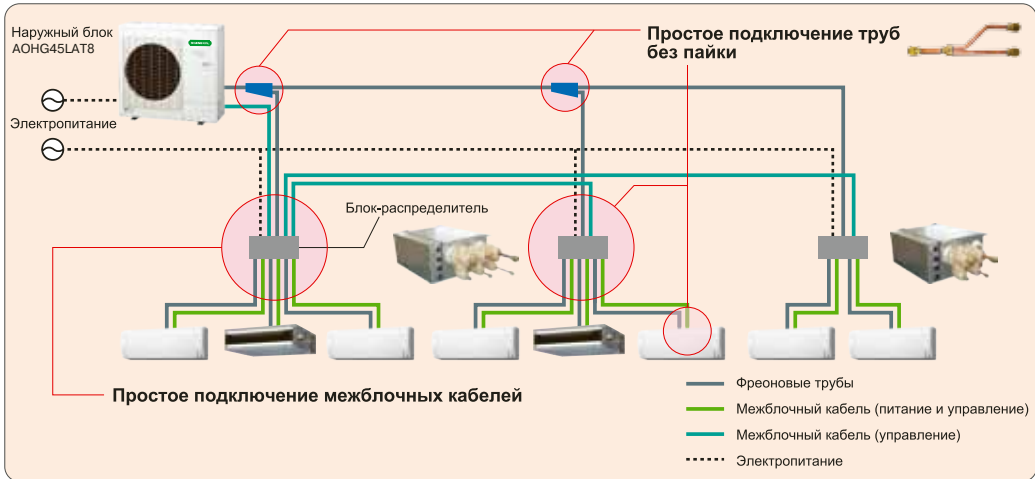 Наружный блок
AOHG45LAT8
Электропитание
Простое подключение труб
без пайки
Блок-распределитель
Простое подключение межблочных кабелей
Фреоновые трубы
Межблочный кабель (питание и управление)
Межблочный кабель (управление)
Электропитание